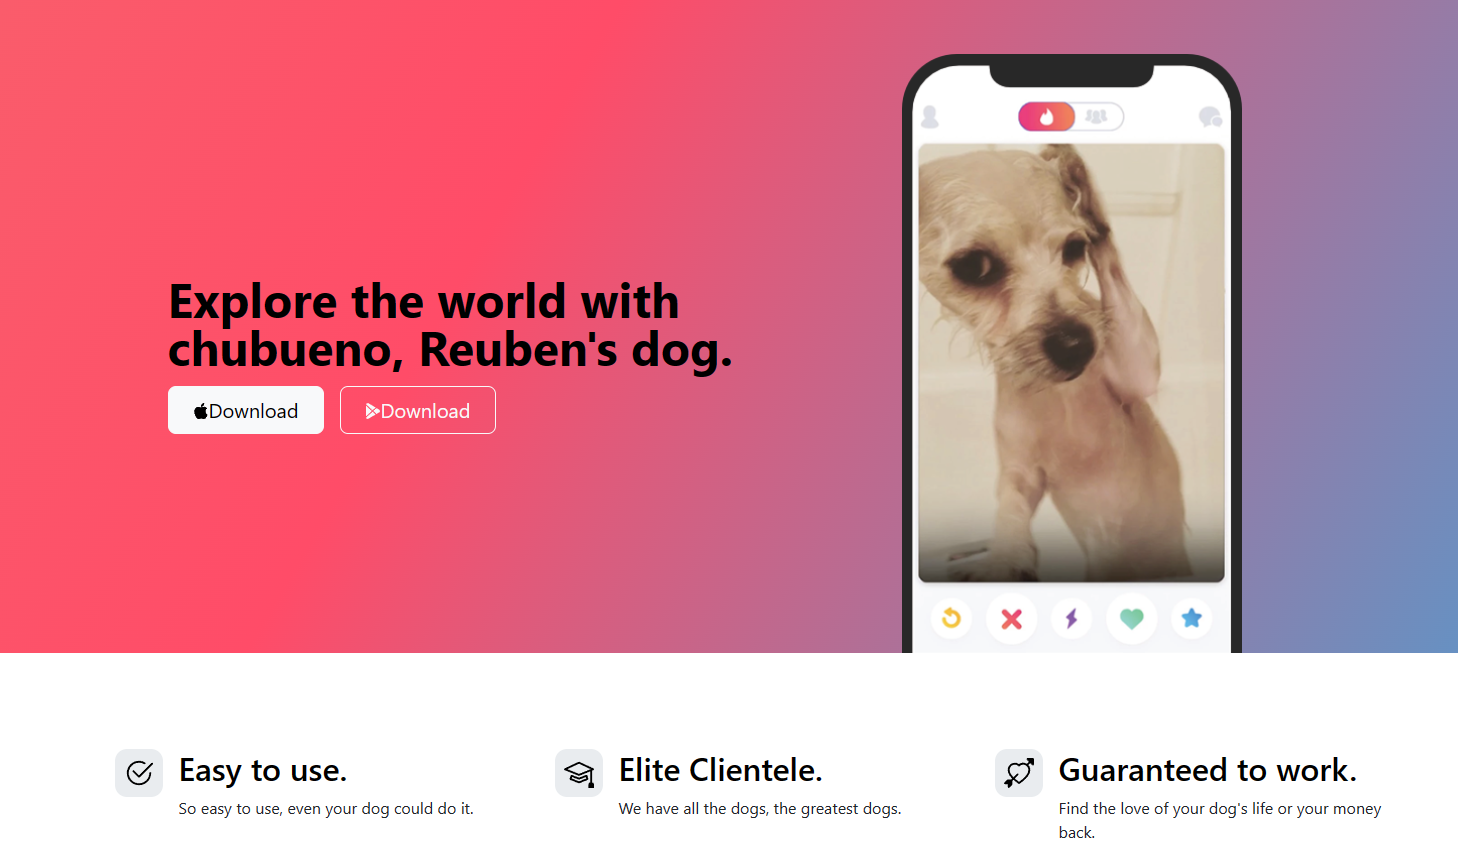 Explore the world with
chubueno, Reuben's dog.
Download
Download
Easy to use.
So easy to use, even your dog could do it.
Elite Clientele.
We have all the dogs, the greatest dogs.
Guaranteed to work.
Find the love of your dog's life or your money
back.